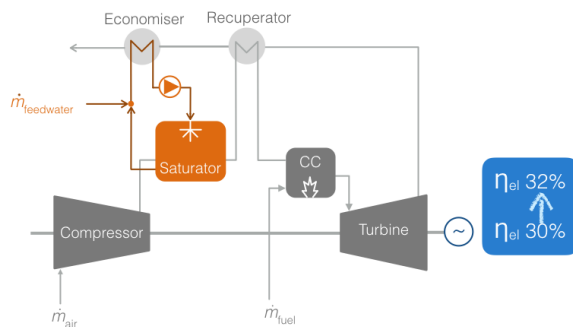 Economiser
Recuperator
ṁfeedwater
Saturator
CC
Compressor
Turbine
~
ηel 32%
ηel 30%
ṁair
ṁfuel